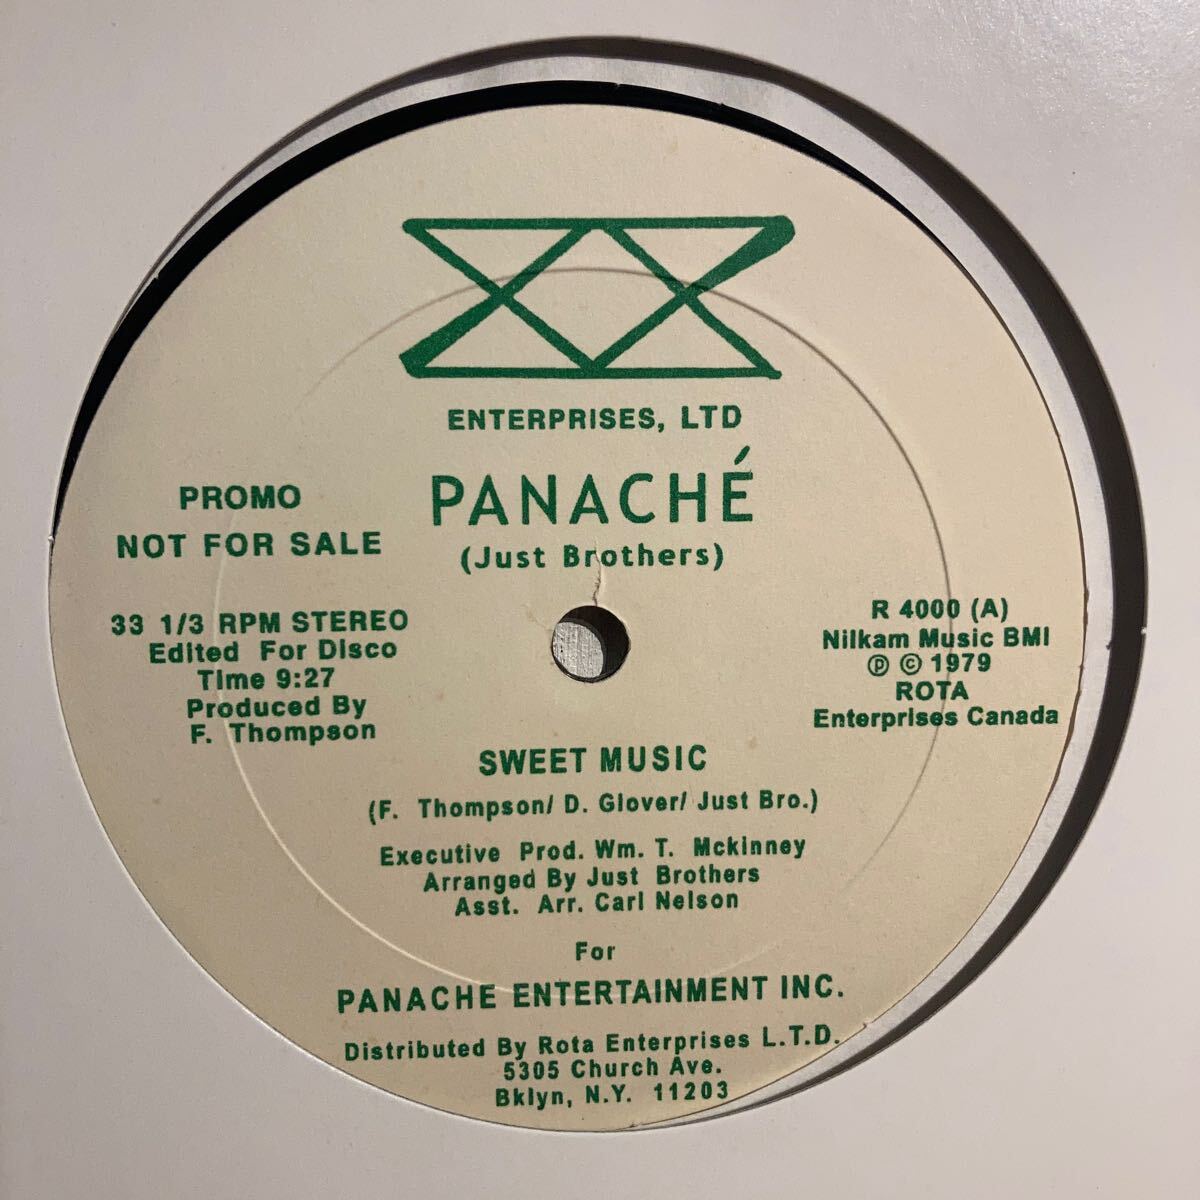 ENTERPRISES, LTD
PANACHÉ
(Just Brothers)
PROMO
NOT FOR SALE
33 1/3 RPM STEREO
Edited For Disco
Time 9:27
Produced By
F. Thompson
R 4000 (A)
Nilkam Music BMI
℗ © 1979
ROTA
Enterprises Canada
SWEET MUSIC
(F. Thompson/ D. Glover/ Just Bro.)
Executive Prod. Wm. T. Mckinney
Arranged By Just Brothers
Asst. Arr. Carl Nelson
For
PANACHE ENTERTAINMENT INC.
Distributed By Rota Enterprises L.T.D.
5305 Church Ave.
Bklyn, N.Y. 11203